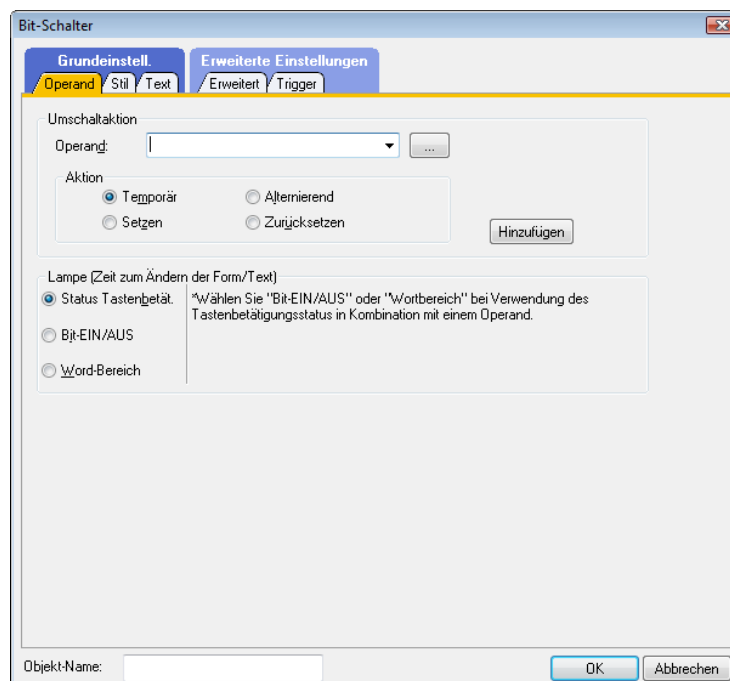 Bit-Schalter
Grundeinstell.
Erweiterte Einstellungen
Operand
Stil
Text
Erweitert
Trigger
Umschaltaktion
Operand:
...
Aktion
Temporär
Alternierend
Setzen
Zurücksetzen
Hinzufügen
Lampe (Zeit zum Ändern der Form/Text)
Status Tastenbetät.
*Wählen Sie "Bit-EIN/AUS" oder "Wortbereich" bei Verwendung des
Tastenbetätigungsstatus in Kombination mit einem Operand.
Bit-EIN/AUS
Word-Bereich
Objekt-Name:
OK
Abbrechen